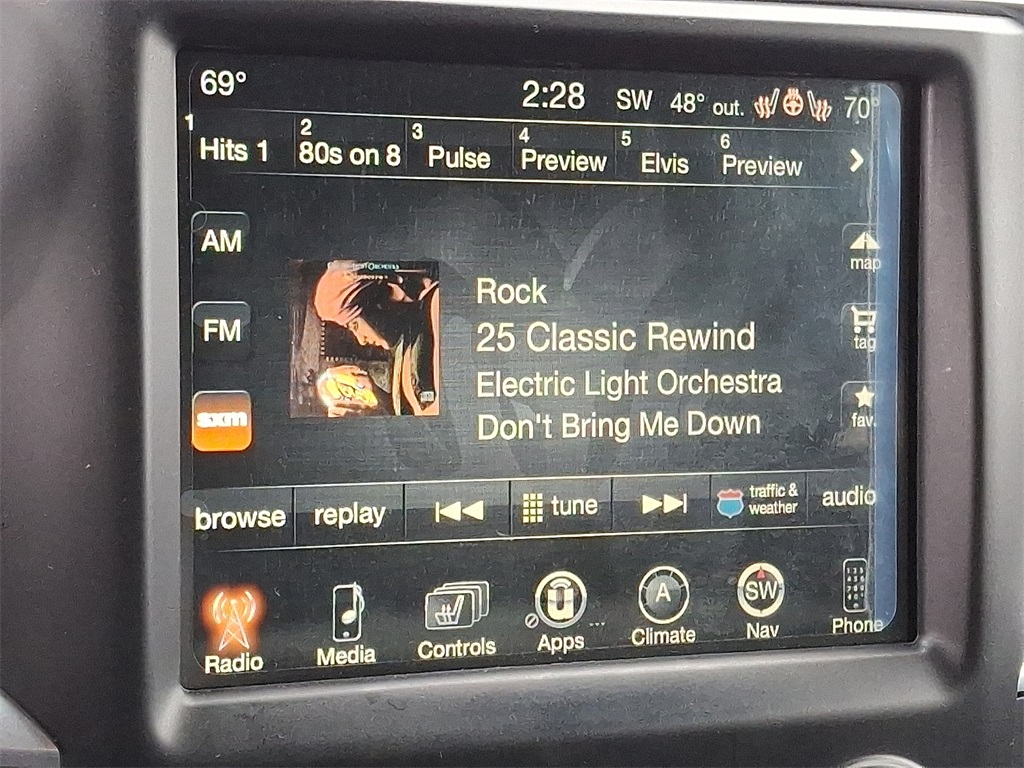 69° 2:28 SW 48° out. 70°
1 2 3 4 5 6
Hits 1 80s on 8 Pulse Preview Elvis Preview
AM
map
Rock
FM
25 Classic Rewind
tag
Electric Light Orchestra
sxm
Don't Bring Me Down
fav.
browse replay tune traffic & weather audio
A SW
Radio Media Controls Apps Climate Nav Phone